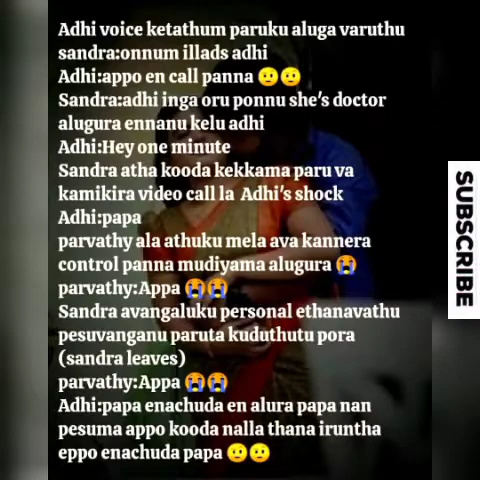 Adhi voice ketathum paruku aluga varuthu
sandra:onnum illads adhi
Adhi:appo en call panna 🙂🙂
Sandra:adhi inga oru ponnu she's doctor
alugura ennanu kelu adhi
Adhi:Hey one minute
Sandra atha kooda kekkama paru va
kamikira video call la Adhi's shock
Adhi:papa
parvathy ala athuku mela ava kannera
control panna mudiyama alugura 😭
parvathy:Appa 😭😭
Sandra avangaluku personal ethanavathu
pesuvanganu paruta kuduthutu pora
(sandra leaves)
parvathy:Appa 😭😭
Adhi:papa enachuda en alura papa nan
pesuma appo kooda nalla thana iruntha
eppo enachuda papa 🙂🙂
SUBSCRIBE